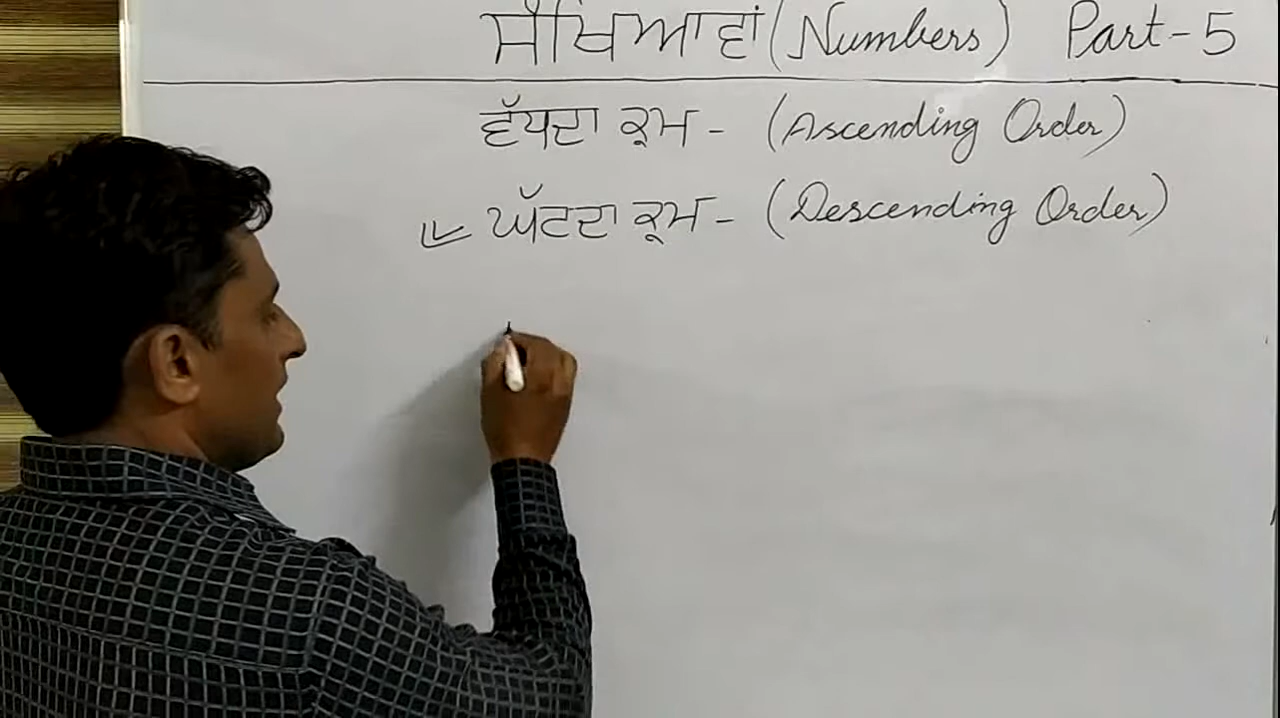 ਸੰਖਿਆਵਾਂ (Numbers) Part-5
ਵੱਧਦਾ ਕ੍ਰਮ - (Ascending Order)
ਘੱਟਦਾ ਕ੍ਰਮ - (Descending Order)